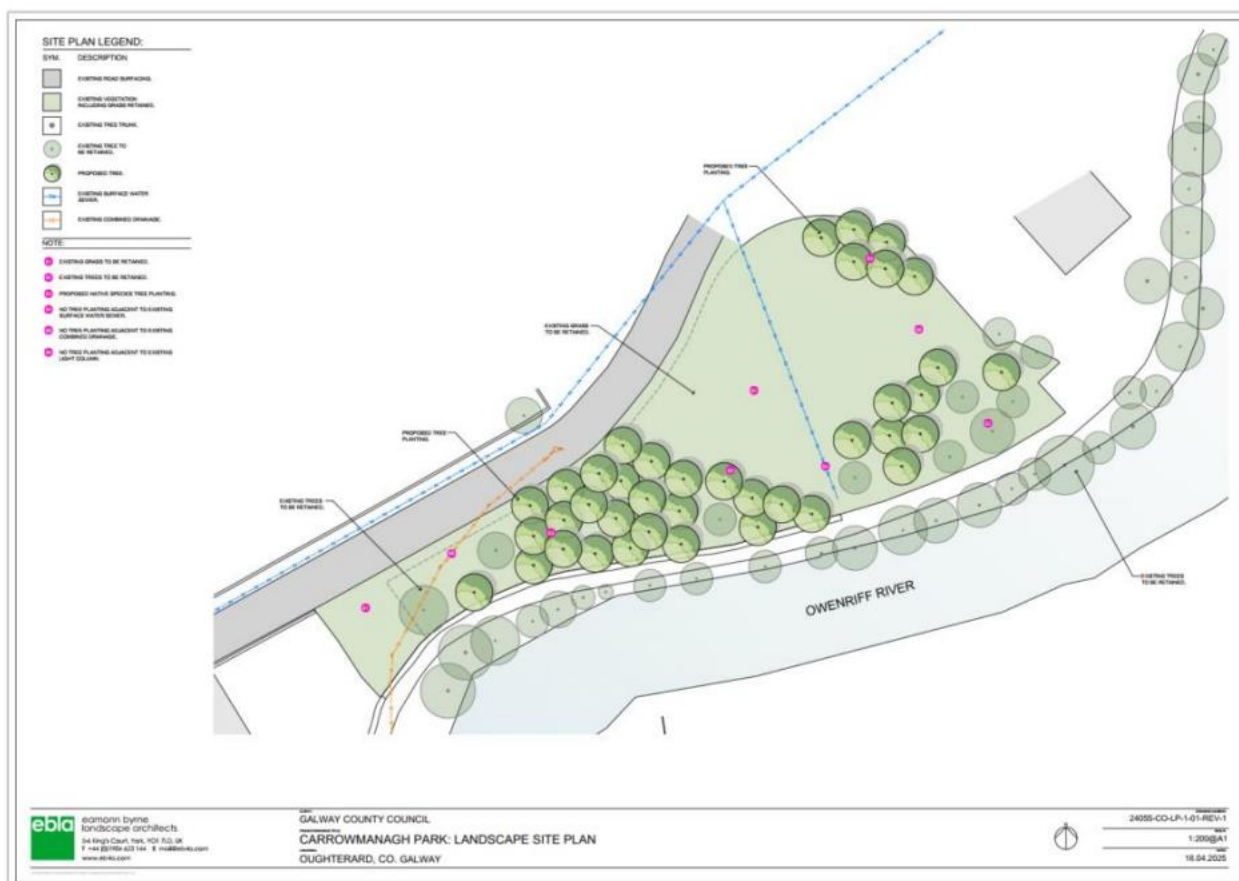 SITE PLAN LEGEND:
SYM. DESCRIPTION
EXISTING ROAD SURFACING.
EXISTING VEGETATION
INCLUDING GRASS RETAINED.
EXISTING TREE TRUNK.
EXISTING TREE TO
BE RETAINED.
PROPOSED TREE.
EXISTING SURFACE WATER
SEWER.
EXISTING COMBINED DRAINAGE.
NOTE:
EXISTING GRASS TO BE RETAINED.
EXISTING TREES TO BE RETAINED.
PROPOSED NATIVE SPECIES TREE PLANTING.
NO TREE PLANTING ADJACENT TO EXISTING
SURFACE WATER SEWER.
NO TREE PLANTING ADJACENT TO EXISTING
COMBINED DRAINAGE.
NO TREE PLANTING ADJACENT TO EXISTING
LIGHT COLUMN.
PROPOSED TREE
PLANTING.
EXISTING GRASS
TO BE RETAINED.
PROPOSED TREE
PLANTING.
EXISTING TREES
TO BE RETAINED.
EXISTING TREES
TO BE RETAINED.
OWENRIFF RIVER
ebla
eamonn byrne
landscape architects
www.ebla.com
GALWAY COUNTY COUNCIL
CARROWMANAGH PARK: LANDSCAPE SITE PLAN
OUGHTERARD, CO. GALWAY
24055-CO-LP-1-01-REV-1
1:200@A1
18.04.2025